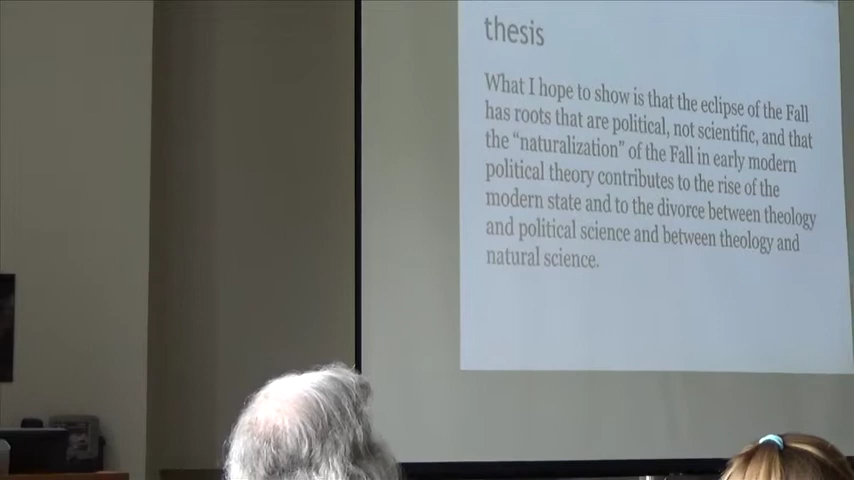 thesis
What I hope to show is that the eclipse of the Fall
has roots that are political, not scientific, and that
the “naturalization” of the Fall in early modern
political theory contributes to the rise of the
modern state and to the divorce between theology
and political science and between theology and
natural science.